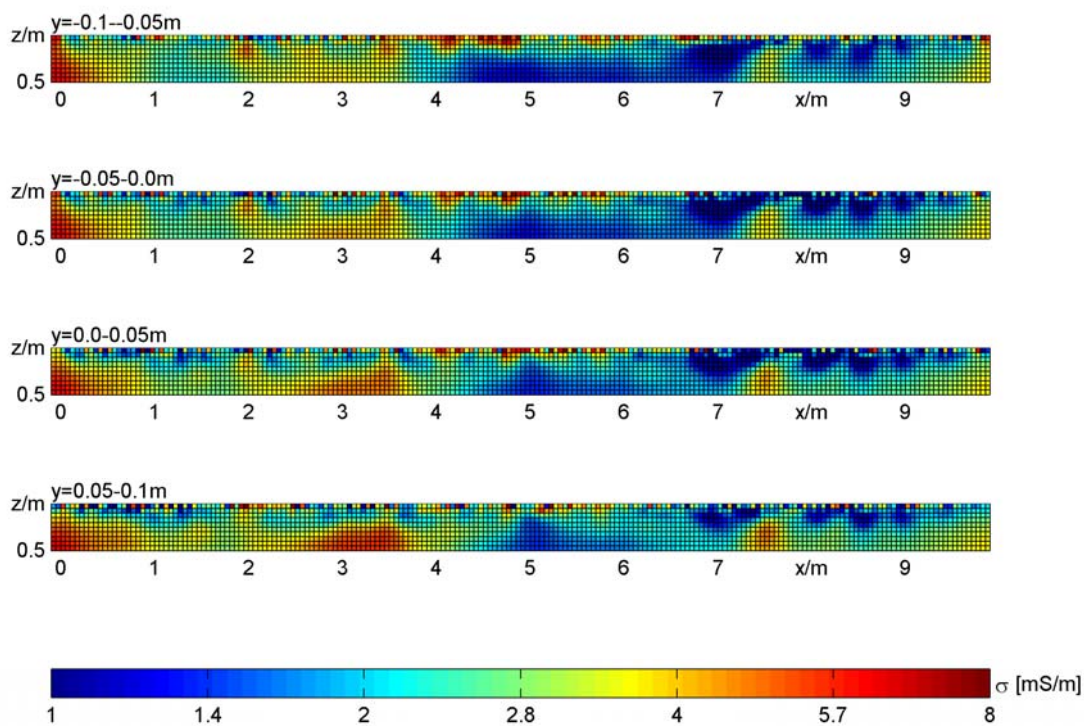 y=-0.1--0.05m
z/m
0.5
0 1 2 3 4 5 6 7 x/m 9
y=-0.05-0.0m
z/m
0.5
0 1 2 3 4 5 6 7 x/m 9
y=0.0-0.05m
z/m
0.5
0 1 2 3 4 5 6 7 x/m 9
y=0.05-0.1m
z/m
0.5
0 1 2 3 4 5 6 7 x/m 9
σ [mS/m]
1 1.4 2 2.8 4 5.7 8